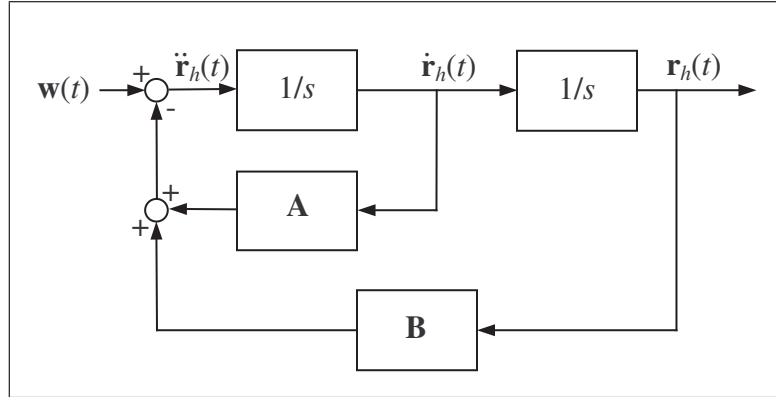 +
𝐫̈ₕ(t)
𝐫̇ₕ(t)
𝐫ₕ(t)
𝐰(t)
1/s
1/s
-
+
𝐀
+
𝐁